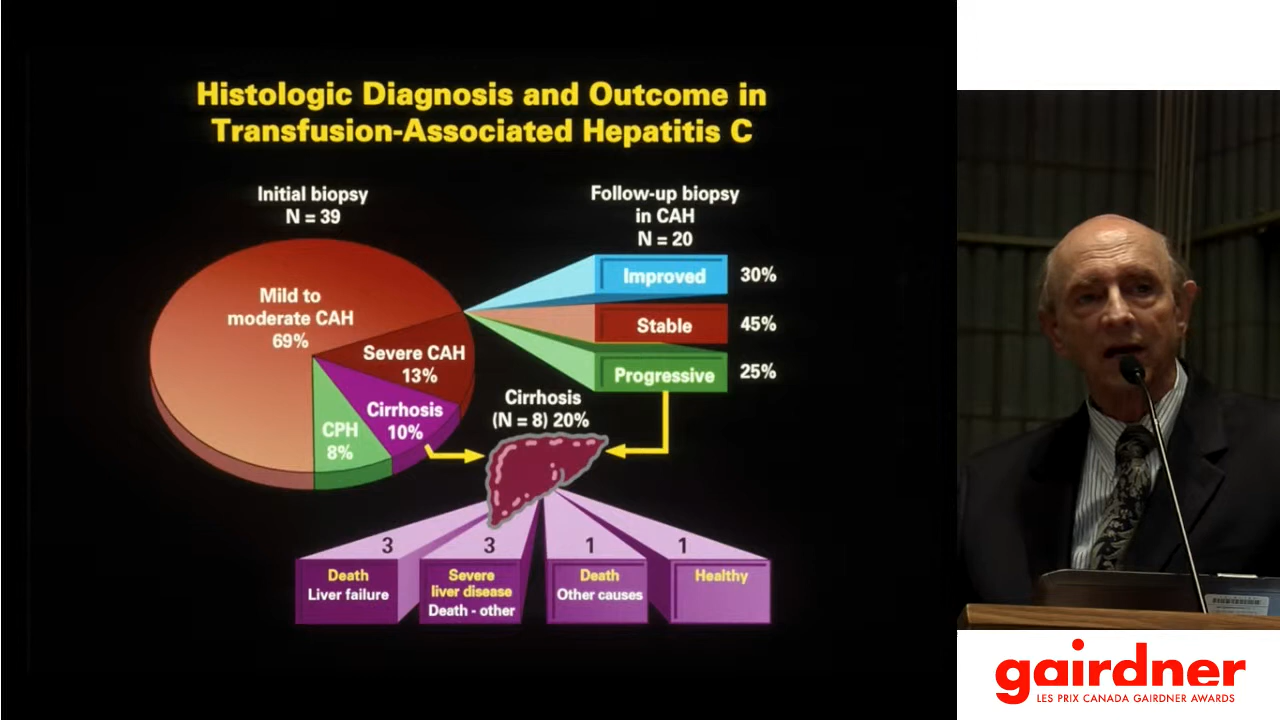 Histologic Diagnosis and Outcome in
Transfusion-Associated Hepatitis C
Initial biopsy
N = 39
Mild to
moderate CAH
69%
Severe CAH
13%
Cirrhosis
10%
CPH
8%
Follow-up biopsy
in CAH
N = 20
Improved 30%
Stable 45%
Progressive 25%
Cirrhosis
(N = 8) 20%
3
Death
Liver failure
3
Severe
liver disease
Death - other
1
Death
Other causes
1
Healthy
gairdner
LES PRIX CANADA GAIRDNER AWARDS